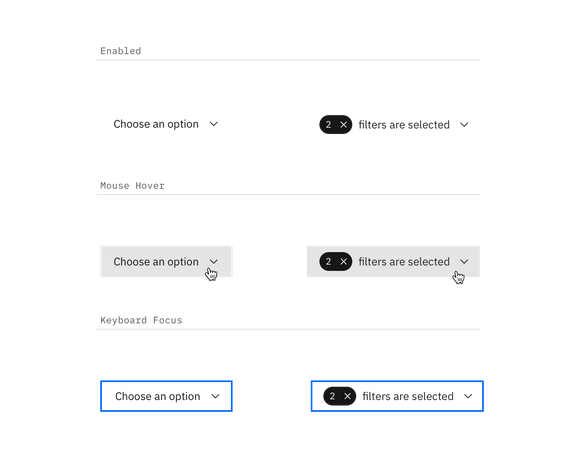 Enabled
Choose an option
2 filters are selected
Mouse Hover
Choose an option
2 filters are selected
Keyboard Focus
Choose an option
2 filters are selected